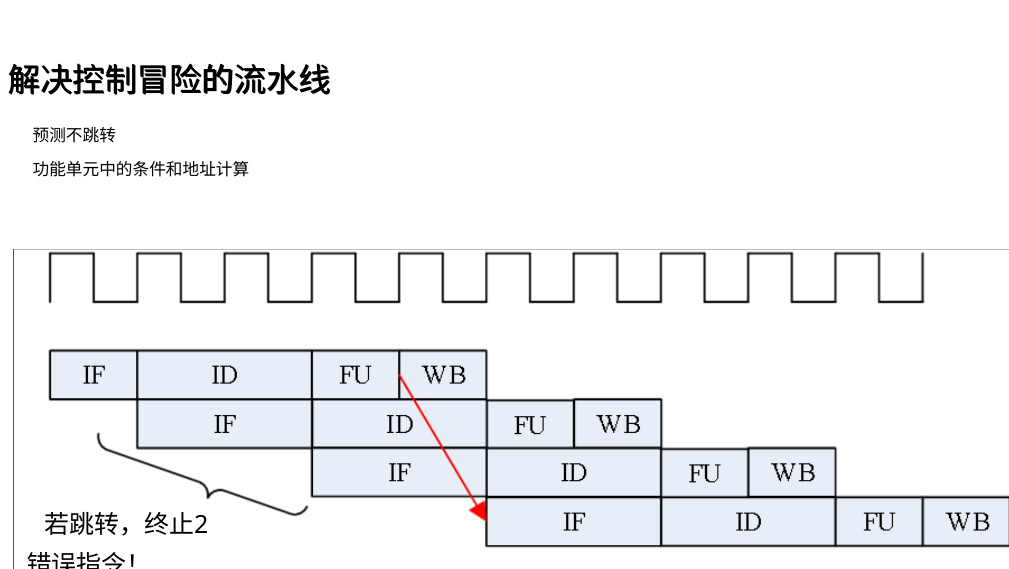 解决控制冒险的流水线
预测不跳转
功能单元中的条件和地址计算
IF ID FU WB
IF ID FU WB
IF ID FU WB
IF ID FU WB
若跳转，终止2
错误指令！